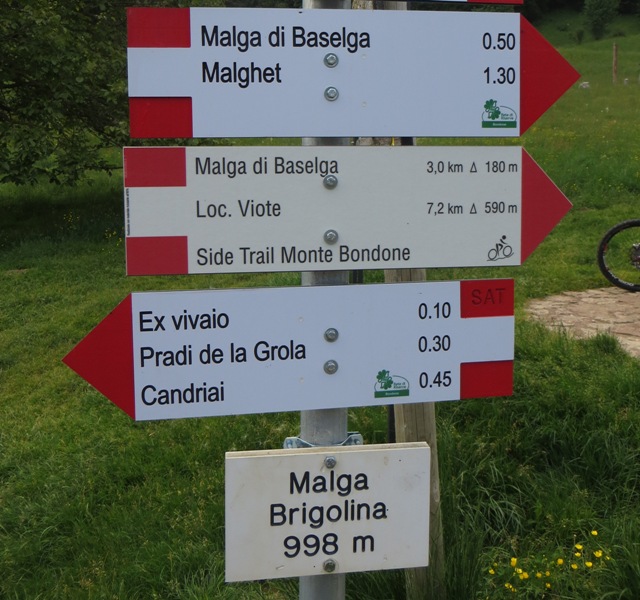 Malga di Baselga 0.50
Malghet 1.30
Malga di Baselga 3,0 km Δ 180 m
Loc. Viote 7,2 km Δ 590 m
Side Trail Monte Bondone
SAT
Ex vivaio 0.10
Pradi de la Grola 0.30
Candriai 0.45
Malga
Brigolina
998 m